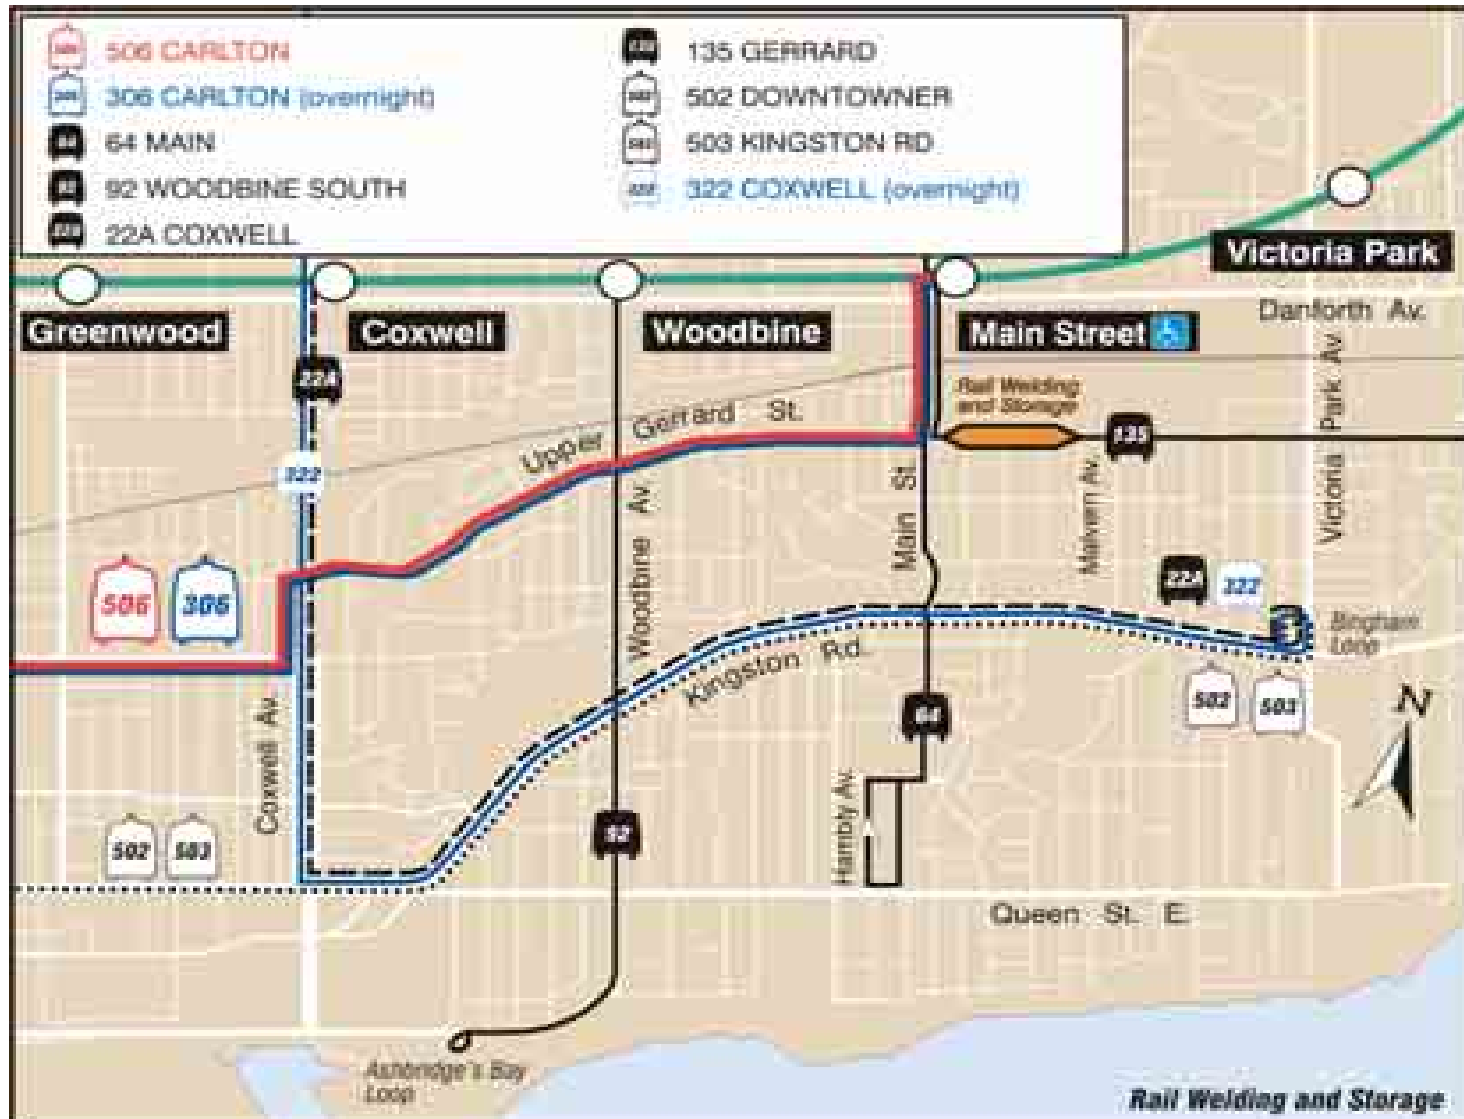 506 CARLTON
306 CARLTON (overnight)
64 MAIN
92 WOODBINE SOUTH
22A COXWELL
135 GERRARD
502 DOWNTOWNER
503 KINGSTON RD
322 COXWELL (overnight)
Victoria Park
Danforth Av.
Greenwood
Coxwell
Woodbine
Main Street
22A
Rail Welding
and Storage
Upper Gerrard St.
135
322
Victoria Park Av
Main St.
Malvern Av.
Woodbine Av.
506
306
22A
322
Bingham
Loop
Kingston Rd.
502
503
N
64
Coxwell Av.
Hambly Av.
92
502
503
Queen St. E.
Ashbridge's Bay
Loop
Rail Welding and Storage